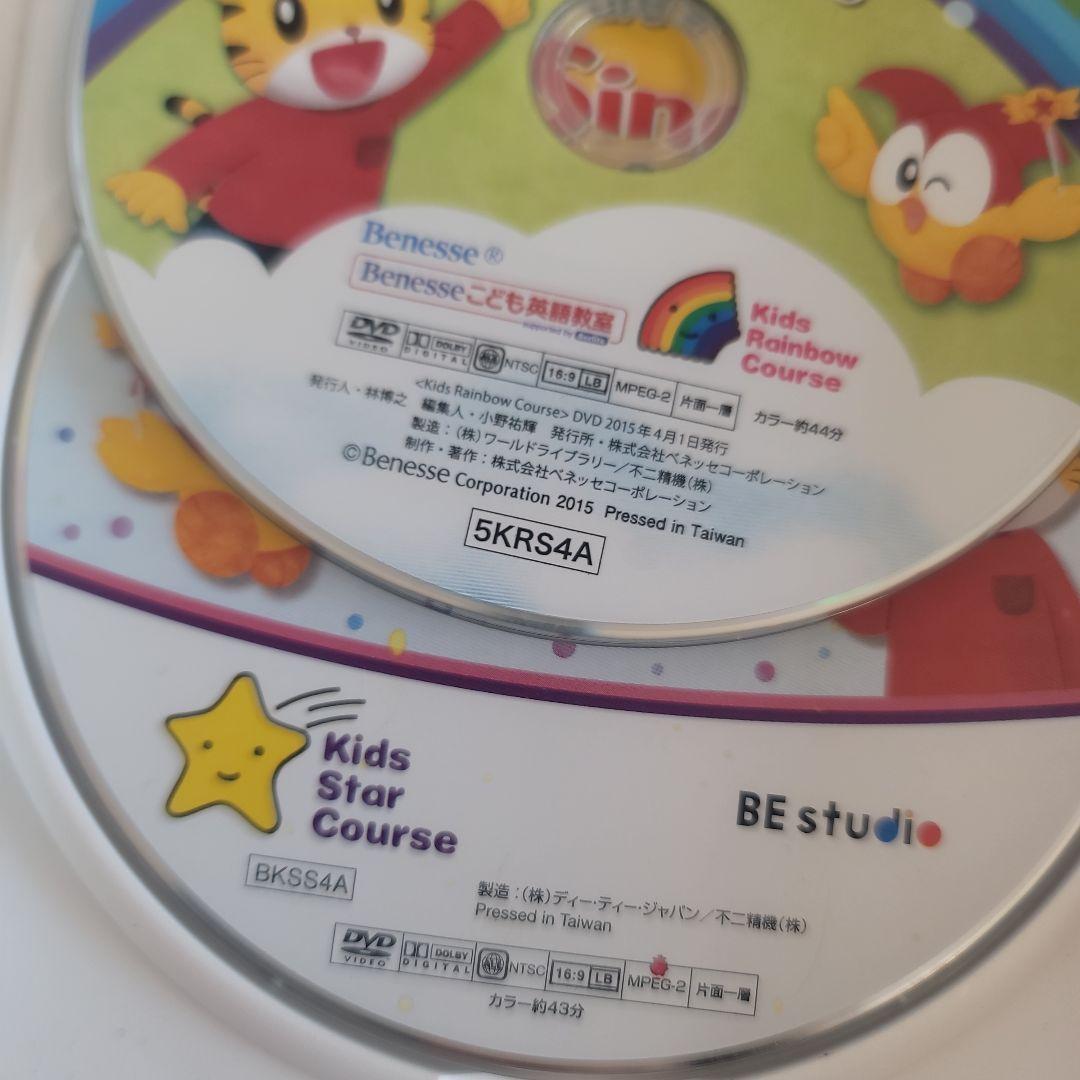 Sin
Benesse®
Benesseこども英語教室
supported by
Kids
Rainbow
Course
DVD
VIDEO
DOLBY
DIGITAL
NTSC
16:9 LB
MPEG-2
片面一層
カラー約44分
<Kids Rainbow Course> DVD 2015年4月1日発行
発行人・林博之 編集人・小野祐輝 発行所・株式会社ベネッセコーポレーション
製造：(株)ワールドライブラリー／不二精機(株)
制作・著作：株式会社ベネッセコーポレーション
©Benesse Corporation 2015 Pressed in Taiwan
5KRS4A
Kids
Star
Course
BE studio
BKSS4A
製造：(株)ディー・ティー・ジャパン／不二精機(株)
Pressed in Taiwan
DVD
VIDEO
DOLBY
DIGITAL
NTSC
16:9 LB
MPEG-2
片面一層
カラー約43分